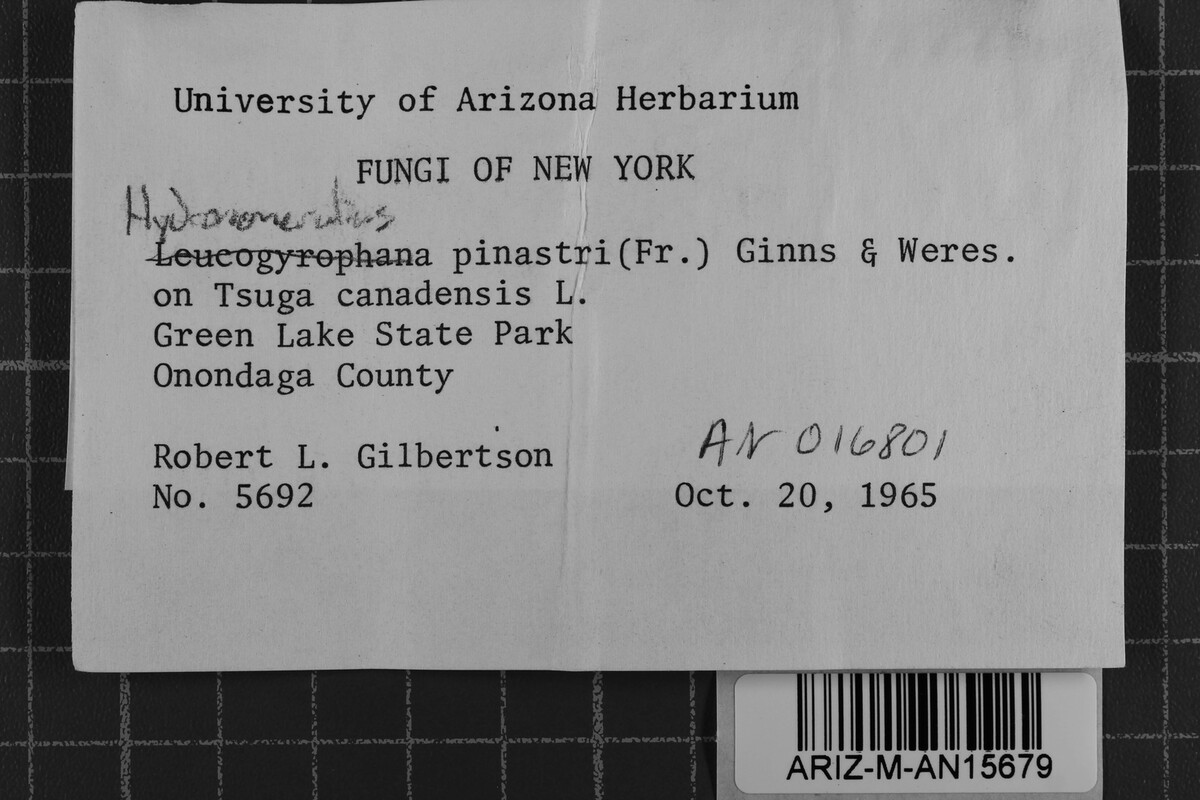 University of Arizona Herbarium
FUNGI OF NEW YORK
Hydnomerulius
Leucogyrophana pinastri(Fr.) Ginns & Weres.
on Tsuga canadensis L.
Green Lake State Park
Onondaga County
Robert L. Gilbertson
AN 016801
No. 5692
Oct. 20, 1965
ARIZ-M-AN15679